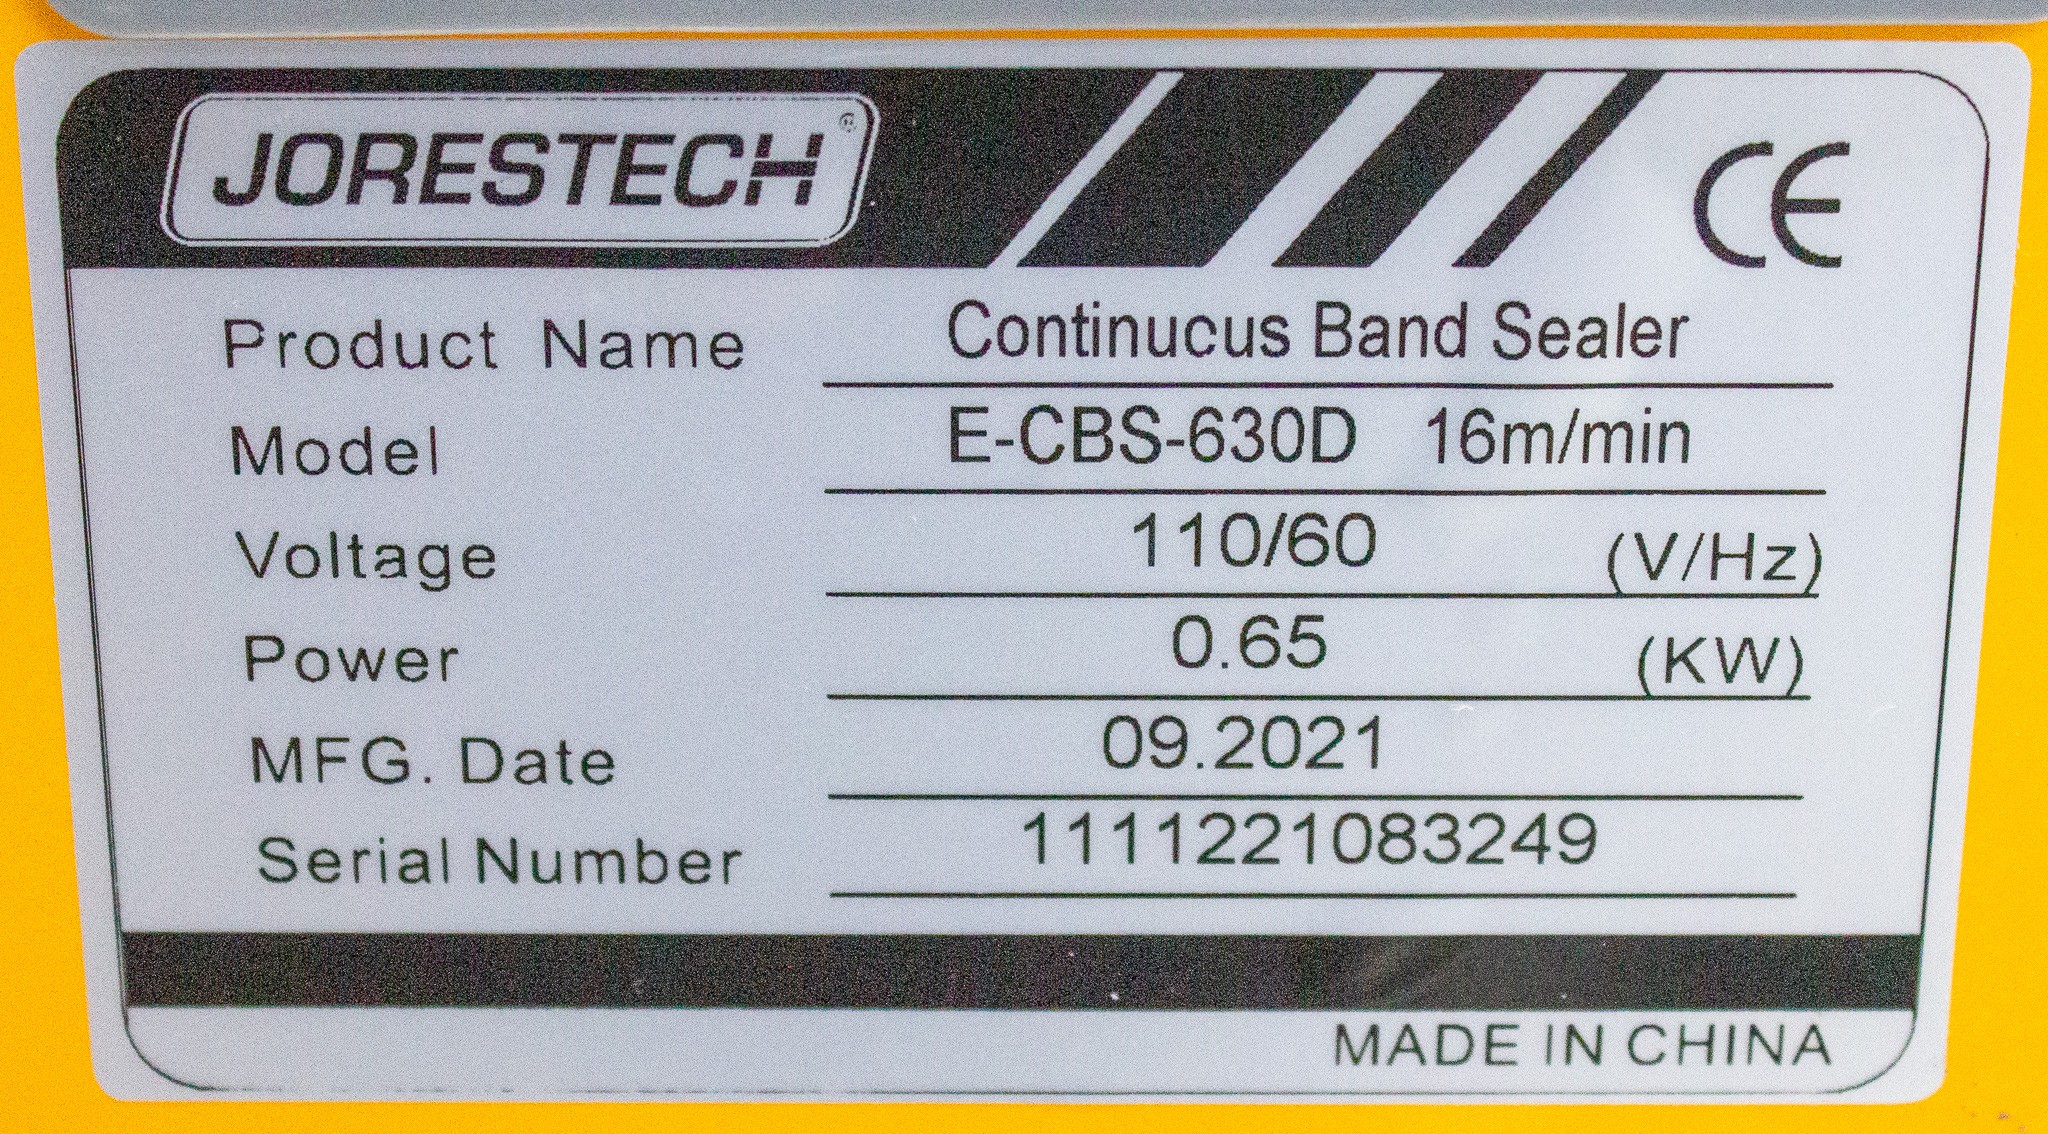 JORESTECH®
CE
Product Name Continucus Band Sealer
Model E-CBS-630D 16m/min
Voltage 110/60 (V/Hz)
Power 0.65 (KW)
MFG. Date 09.2021
Serial Number 1111221083249
MADE IN CHINA